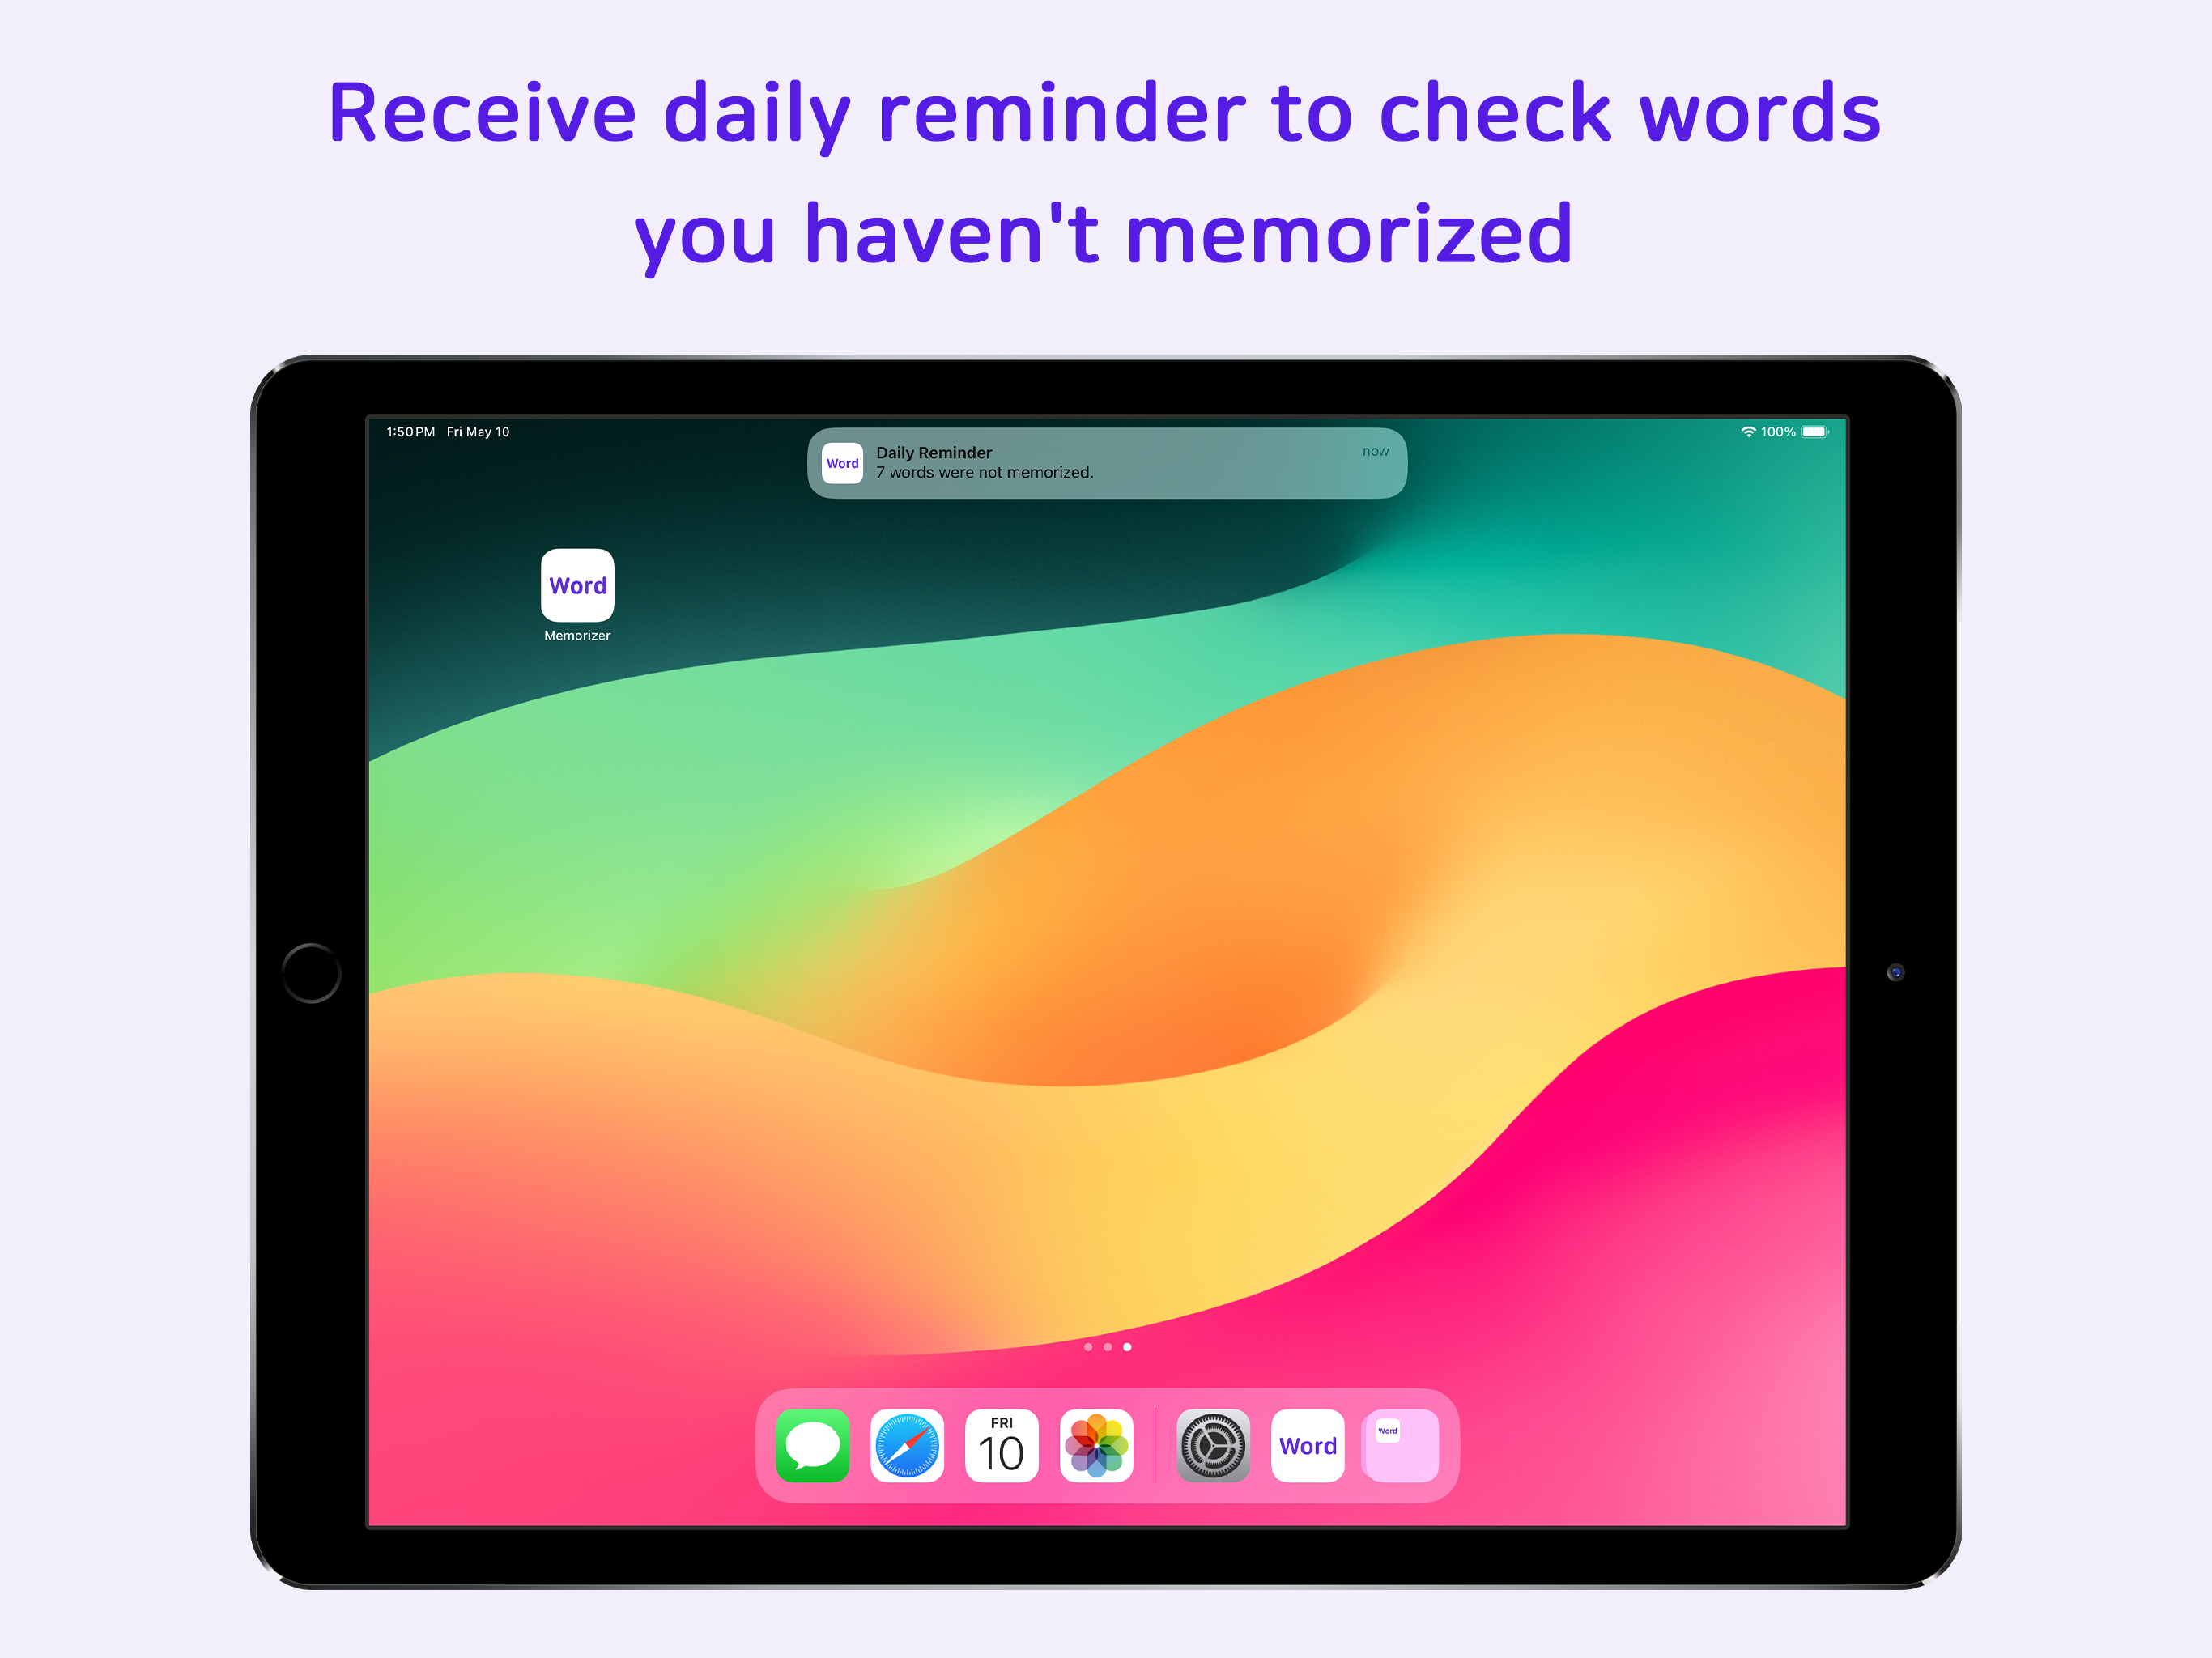 Receive daily reminder to check words
you haven't memorized
1:50 PM Fri May 10
100%
Word
Daily Reminder
now
7 words were not memorized.
Word
Memorizer
FRI
10
Word
Word